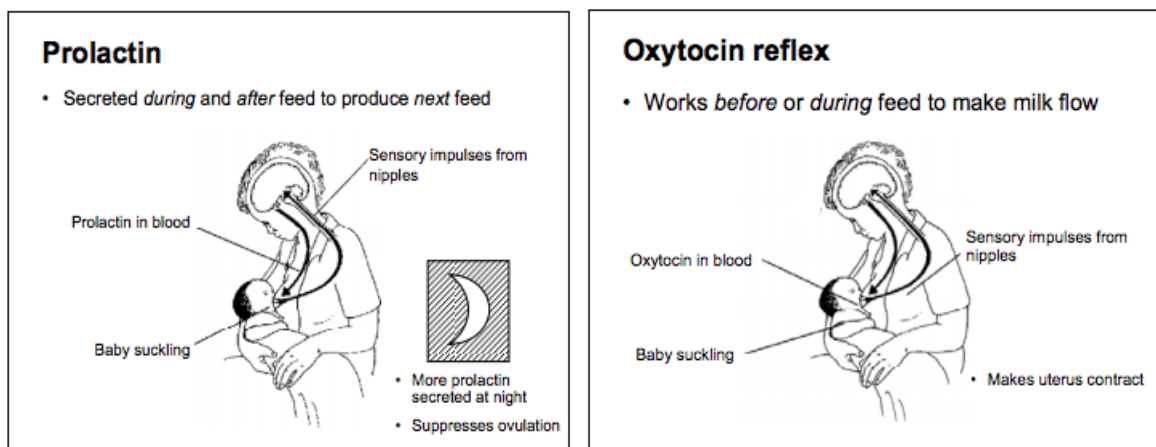 Prolactin
• Secreted during and after feed to produce next feed
Sensory impulses from
nipples
Prolactin in blood
Baby suckling
• More prolactin
secreted at night
• Suppresses ovulation
Oxytocin reflex
• Works before or during feed to make milk flow
Sensory impulses from
nipples
Oxytocin in blood
Baby suckling
• Makes uterus contract